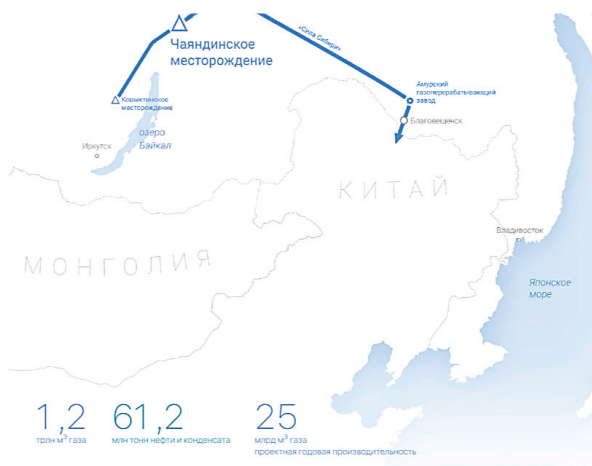 Чаяндинское
месторождение
«Сила Сибири»
Ковыктинское
месторождение
Амурский
газоперерабатывающий
завод
Благовещенск
озеро
Байкал
Иркутск
КИТАЙ
Владивосток
МОНГОЛИЯ
Японское
море
1,2
трлн м³ газа
61,2
млн тонн нефти и конденсата
25
млрд м³ газа
проектная годовая производительность